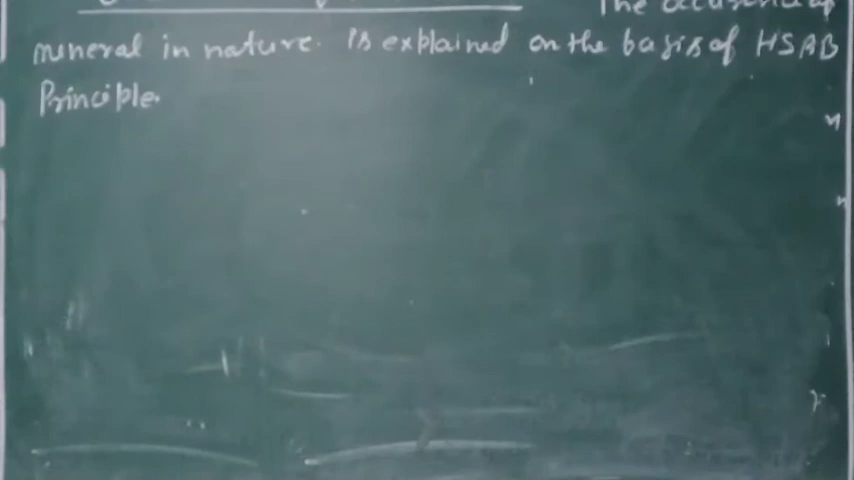 The
mineral in nature. is explained on the basis of HSAB
Principle.